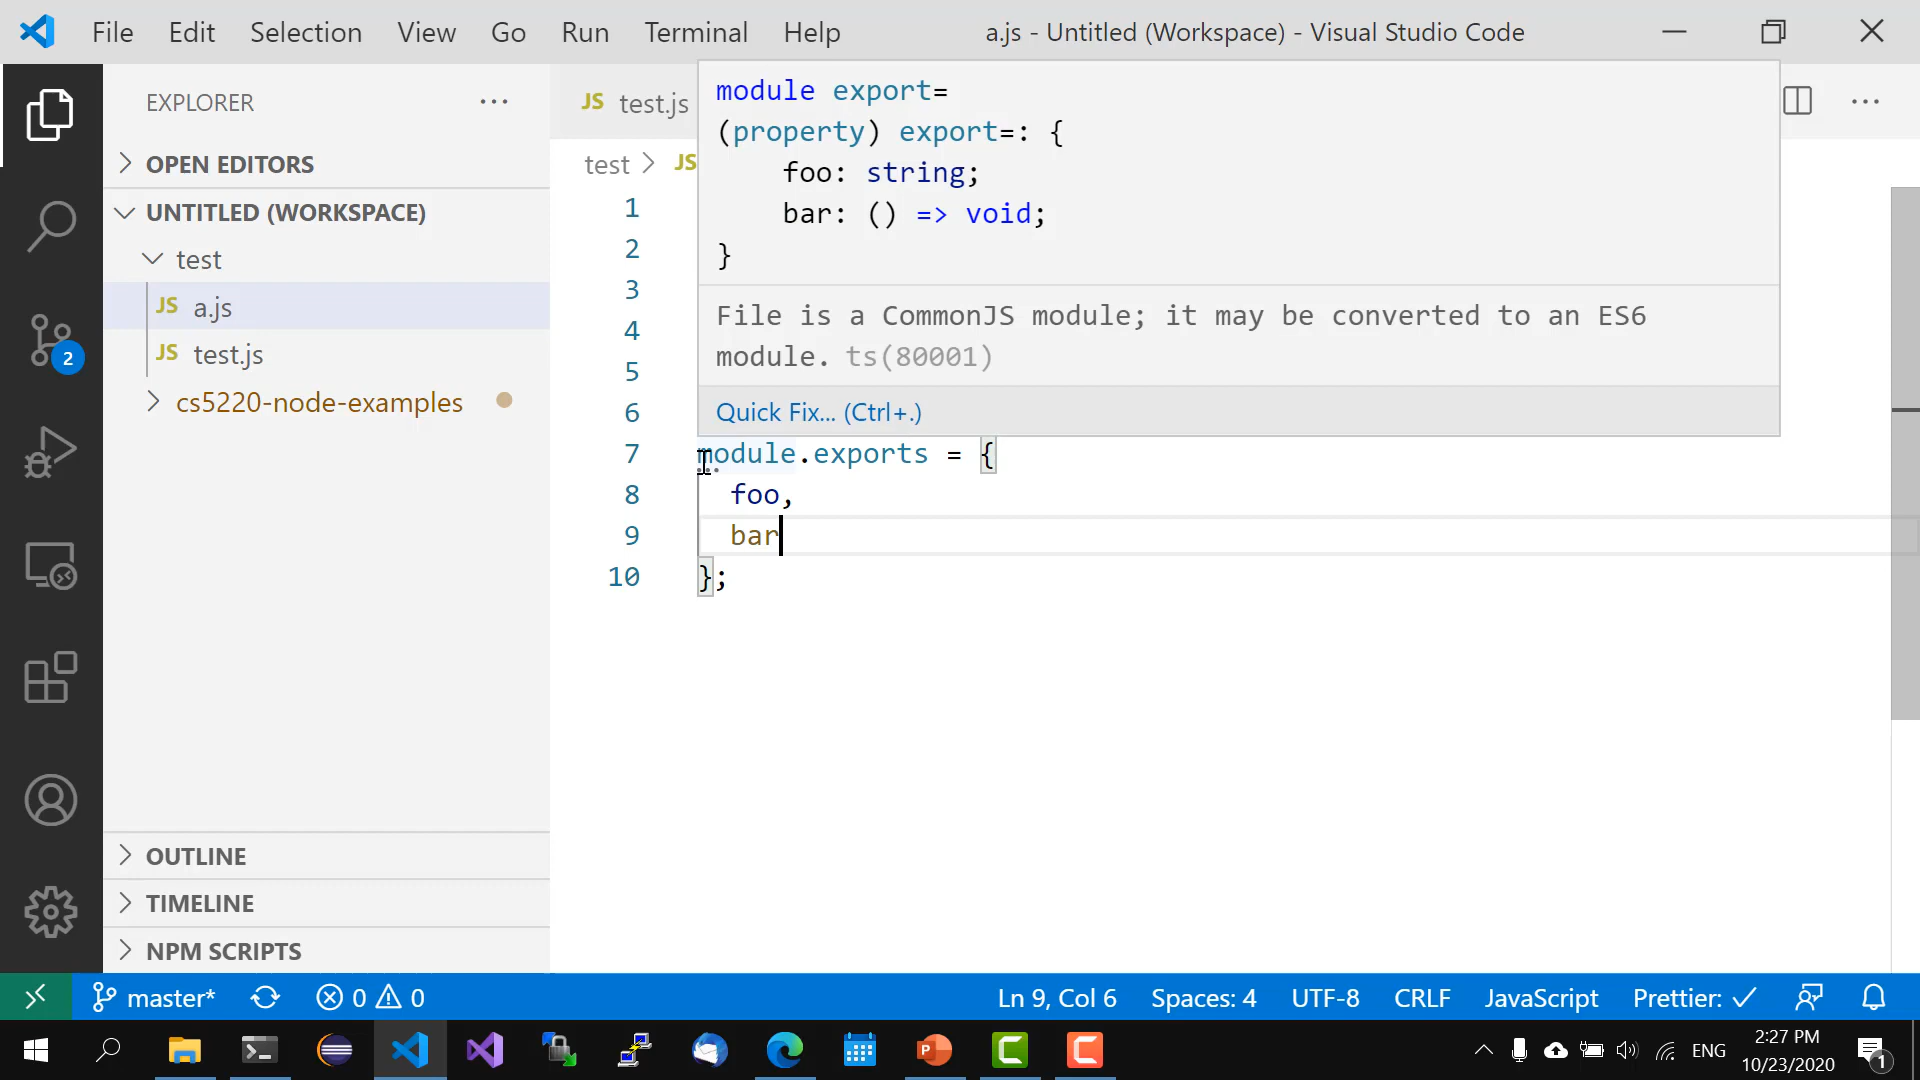 File Edit Selection View Go Run Terminal Help a.js - Untitled (Workspace) - Visual Studio Code
EXPLORER
OPEN EDITORS
UNTITLED (WORKSPACE)
test
JS a.js
JS test.js
cs5220-node-examples
OUTLINE
TIMELINE
NPM SCRIPTS
2
JS test.js
test > JS
module export=
(property) export=: {
foo: string;
bar: () => void;
}
File is a CommonJS module; it may be converted to an ES6
module. ts(80001)
Quick Fix... (Ctrl+.)
1
2
3
4
5
6
7 module.exports = {
8 foo,
9 bar
10 };
master* 0 0 Ln 9, Col 6 Spaces: 4 UTF-8 CRLF JavaScript Prettier: ✓
ENG
2:27 PM
10/23/2020
1